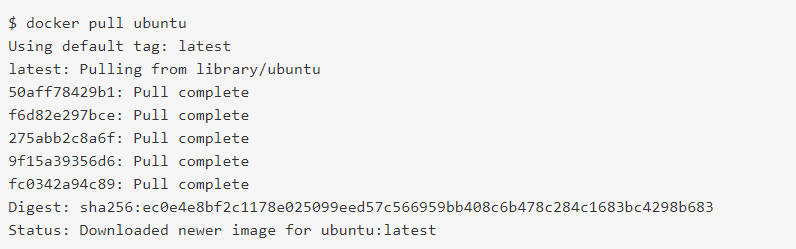 $ docker pull ubuntu
Using default tag: latest
latest: Pulling from library/ubuntu
50aff78429b1: Pull complete
f6d82e297bce: Pull complete
275abb2c8a6f: Pull complete
9f15a39356d6: Pull complete
fc0342a94c89: Pull complete
Digest: sha256:ec0e4e8bf2c1178e025099eed57c566959bb408c6b478c284c1683bc4298b683
Status: Downloaded newer image for ubuntu:latest